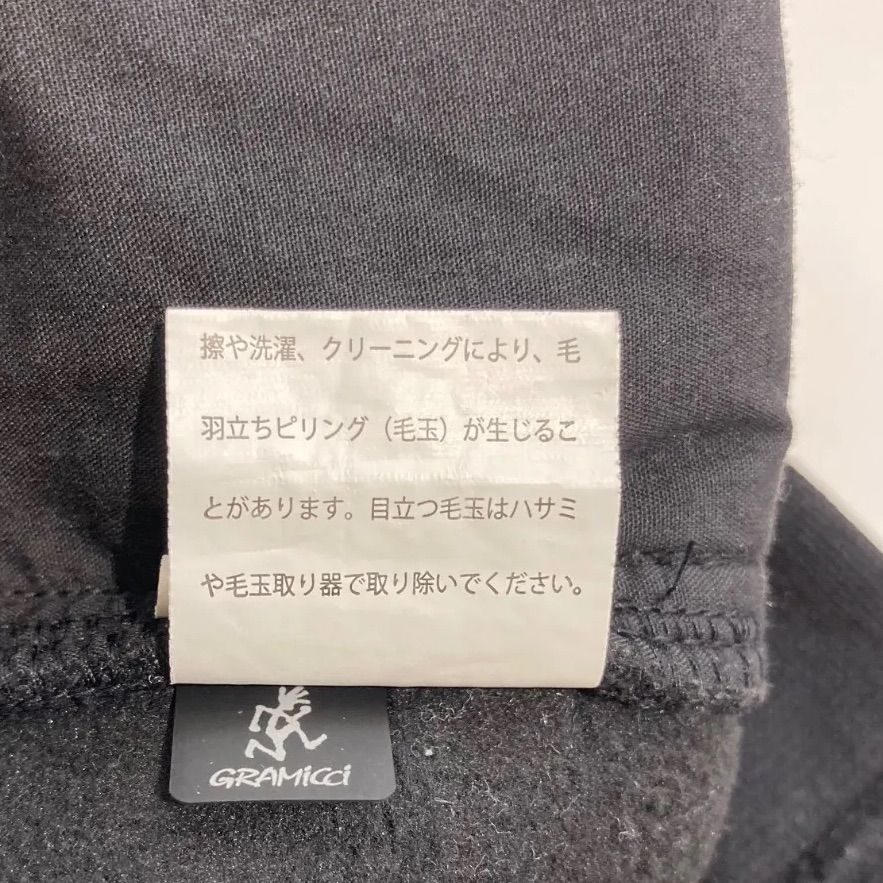 擦や洗濯、クリーニングにより、毛
羽立ちピリング（毛玉）が生じるこ
とがあります。目立つ毛玉はハサミ
や毛玉取り器で取り除いでください。
GRAMICCI